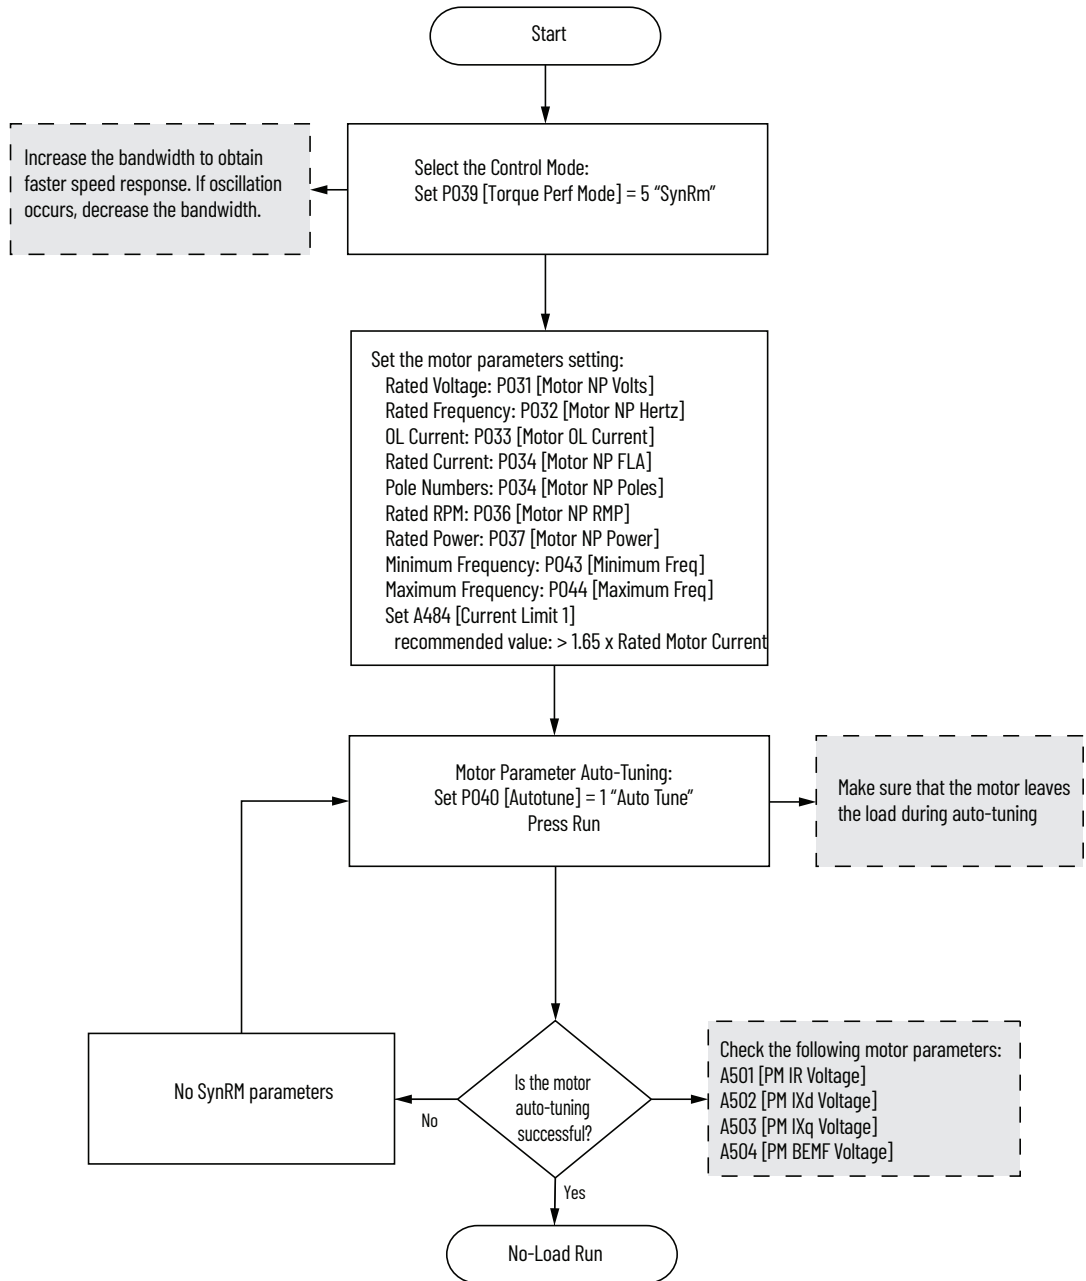 Start
Increase the bandwidth to obtain
faster speed response. If oscillation
occurs, decrease the bandwidth.
Select the Control Mode:
Set P039 [Torque Perf Mode] = 5 “SynRm”
Set the motor parameters setting:
Rated Voltage: P031 [Motor NP Volts]
Rated Frequency: P032 [Motor NP Hertz]
OL Current: P033 [Motor OL Current]
Rated Current: P034 [Motor NP FLA]
Pole Numbers: P034 [Motor NP Poles]
Rated RPM: P036 [Motor NP RMP]
Rated Power: P037 [Motor NP Power]
Minimum Frequency: P043 [Minimum Freq]
Maximum Frequency: P044 [Maximum Freq]
Set A484 [Current Limit 1]
recommended value: > 1.65 x Rated Motor Current
Motor Parameter Auto-Tuning:
Set P040 [Autotune] = 1 “Auto Tune”
Press Run
Make sure that the motor leaves
the load during auto-tuning
No SynRM parameters
No
Is the motor
auto-tuning
successful?
Check the following motor parameters:
A501 [PM IR Voltage]
A502 [PM IXd Voltage]
A503 [PM IXq Voltage]
A504 [PM BEMF Voltage]
Yes
No-Load Run